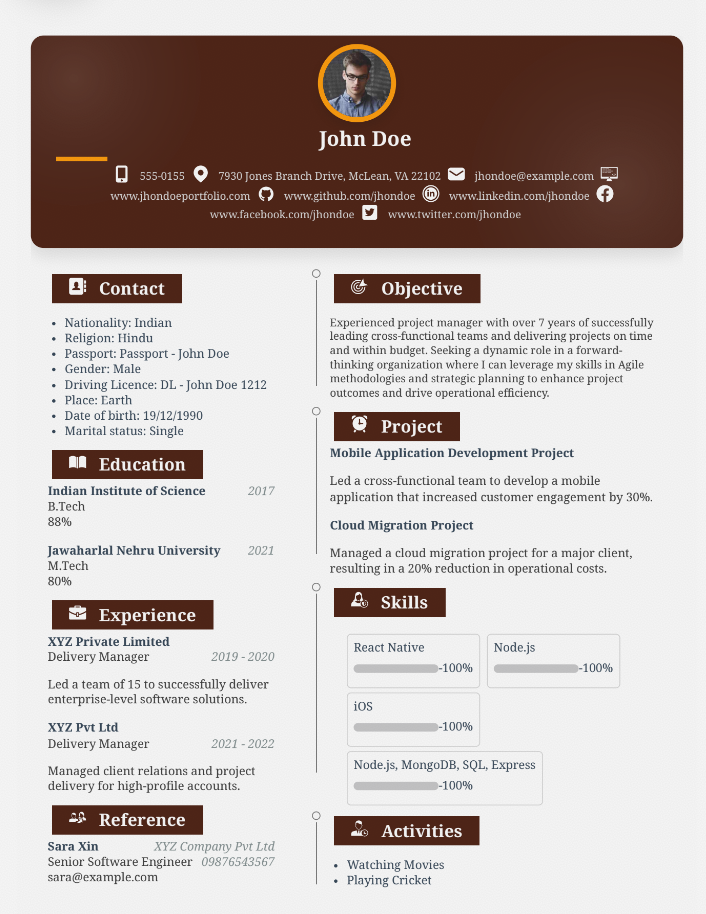 John Doe
555-0155 7930 Jones Branch Drive, McLean, VA 22102 jhondoe@example.com
www.jhondoeportfolio.com www.github.com/jhondoe www.linkedin.com/jhondoe
www.facebook.com/jhondoe www.twitter.com/jhondoe
Contact
• Nationality: Indian
• Religion: Hindu
• Passport: Passport - John Doe
• Gender: Male
• Driving Licence: DL - John Doe 1212
• Place: Earth
• Date of birth: 19/12/1990
• Marital status: Single
Education
Indian Institute of Science 2017
B.Tech
88%
Jawaharlal Nehru University 2021
M.Tech
80%
Experience
XYZ Private Limited
Delivery Manager 2019 - 2020
Led a team of 15 to successfully deliver
enterprise-level software solutions.
XYZ Pvt Ltd
Delivery Manager 2021 - 2022
Managed client relations and project
delivery for high-profile accounts.
Reference
Sara Xin XYZ Company Pvt Ltd
Senior Software Engineer 09876543567
sara@example.com
Objective
Experienced project manager with over 7 years of successfully
leading cross-functional teams and delivering projects on time
and within budget. Seeking a dynamic role in a forward-
thinking organization where I can leverage my skills in Agile
methodologies and strategic planning to enhance project
outcomes and drive operational efficiency.
Project
Mobile Application Development Project
Led a cross-functional team to develop a mobile
application that increased customer engagement by 30%.
Cloud Migration Project
Managed a cloud migration project for a major client,
resulting in a 20% reduction in operational costs.
Skills
React Native
-100%
Node.js
-100%
iOS
-100%
Node.js, MongoDB, SQL, Express
-100%
Activities
• Watching Movies
• Playing Cricket